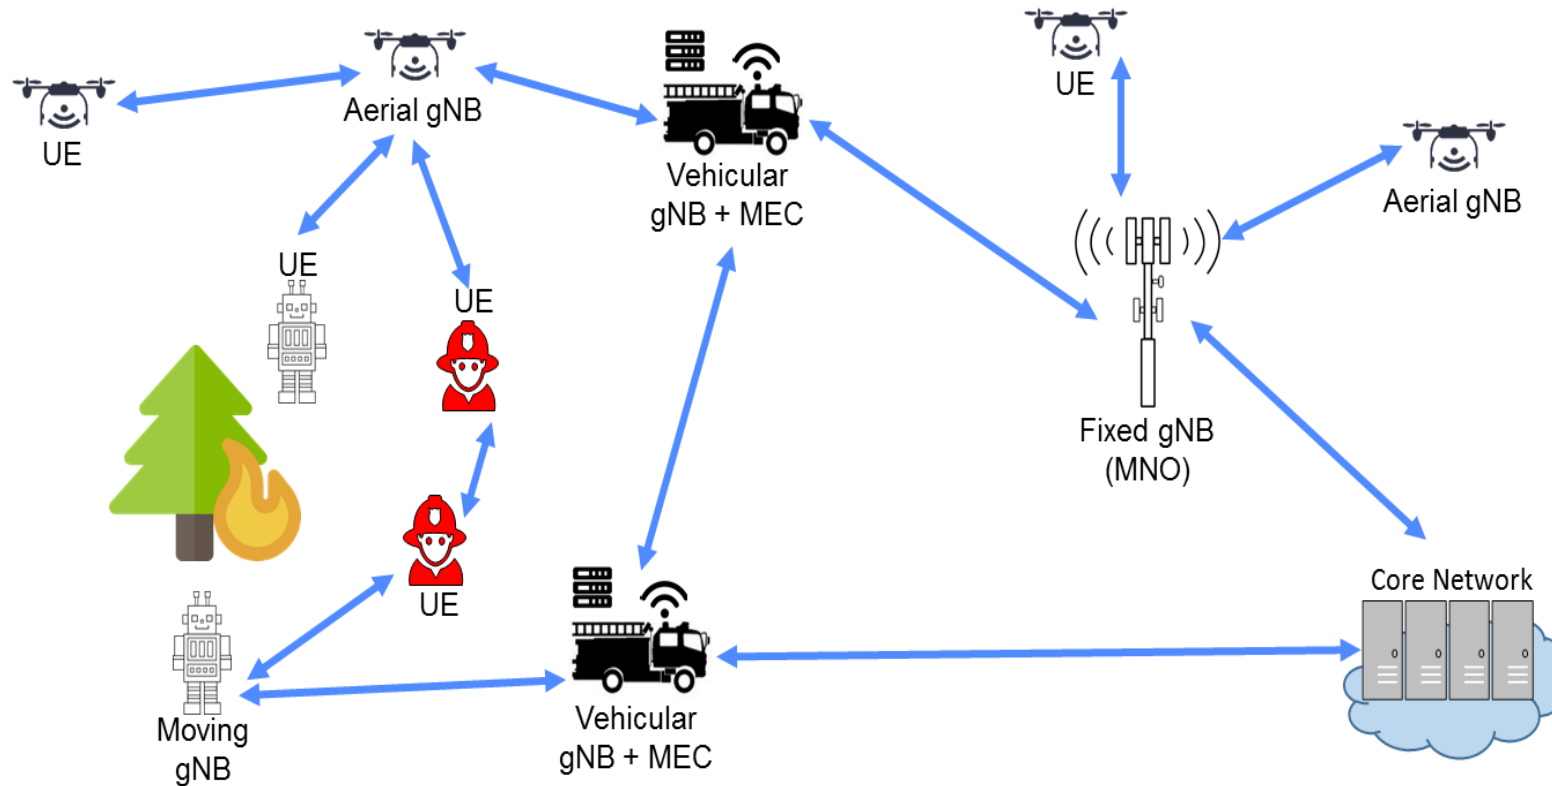 UE
Aerial gNB
UE
Aerial gNB
Vehicular
gNB + MEC
UE
UE
Fixed gNB
(MNO)
Core Network
UE
Moving
gNB
Vehicular
gNB + MEC